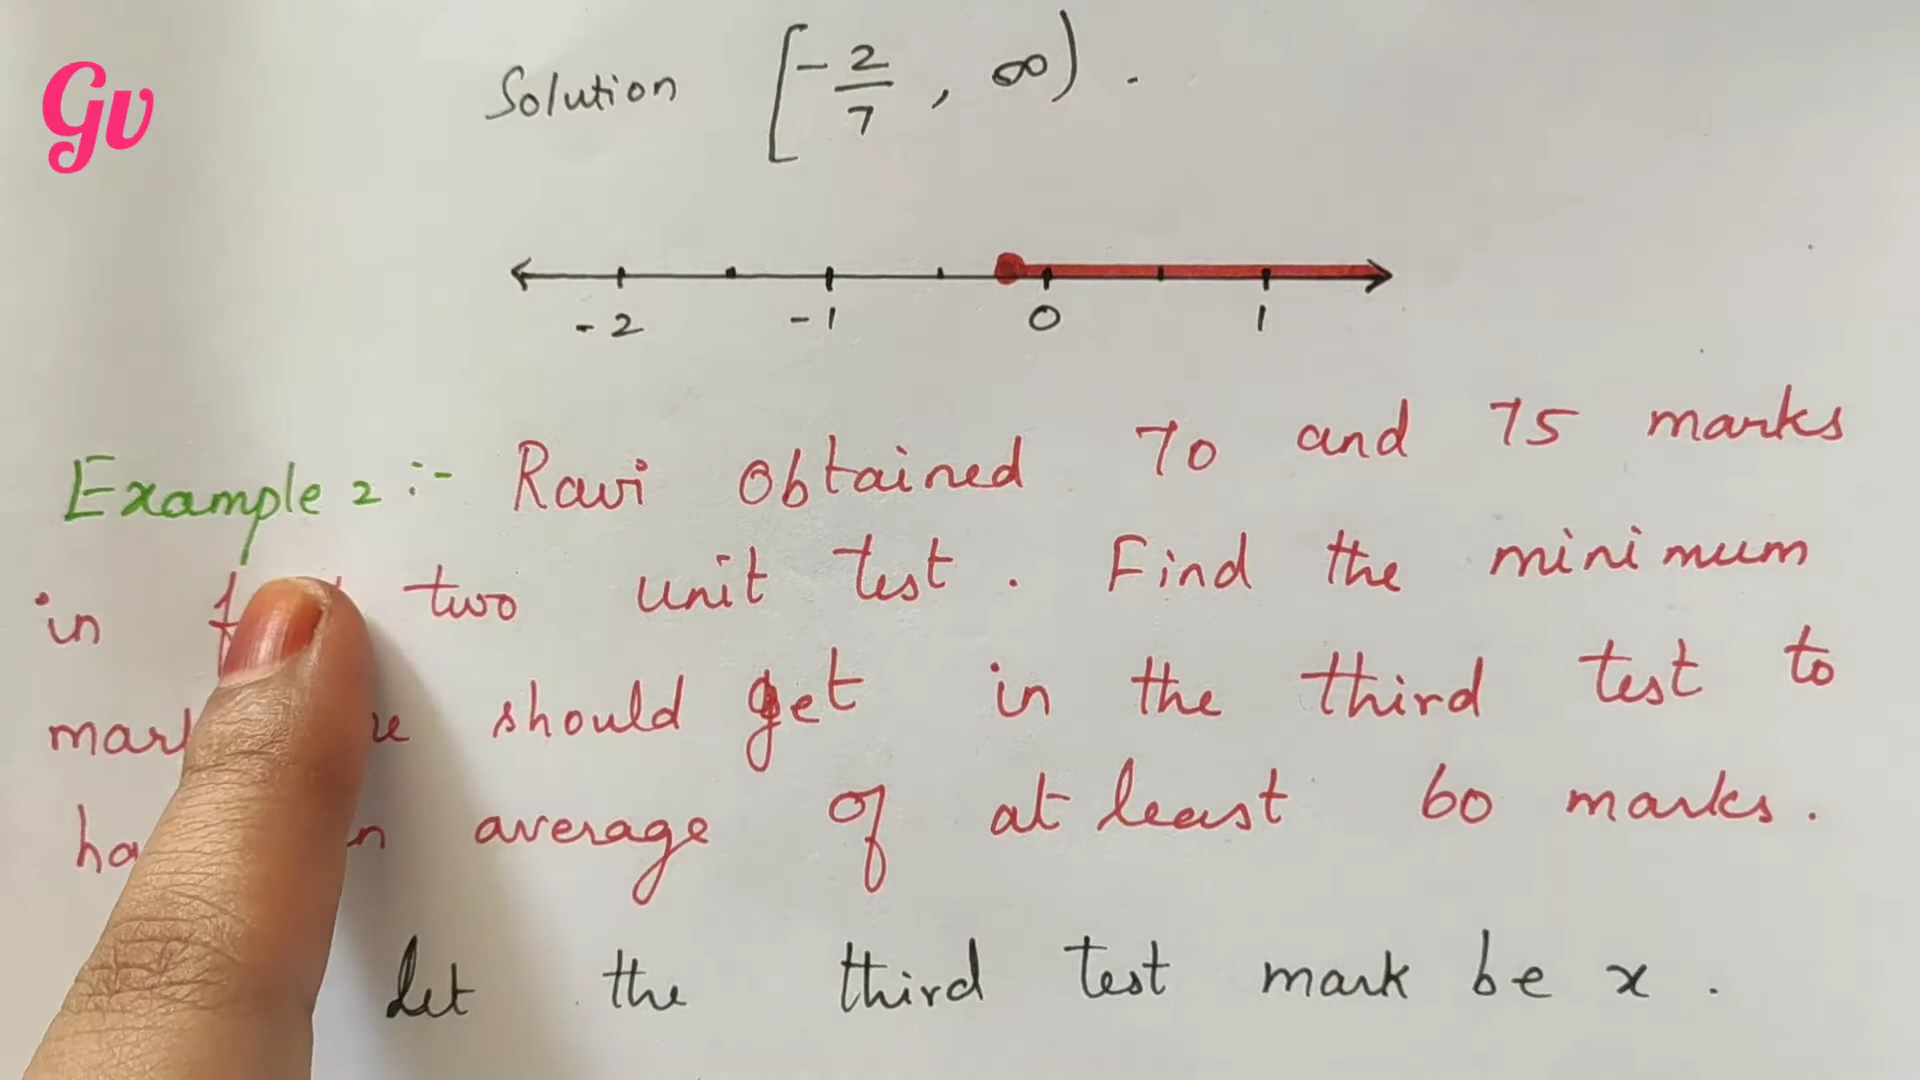 Gv
Solution [-2/7, ∞) .
-2 -1 0 1
Example 2 :- Ravi obtained 70 and 75 marks
in two unit test . Find the minimum
should get in the third test to
average of at least 60 marks .
Let the third test mark be x .